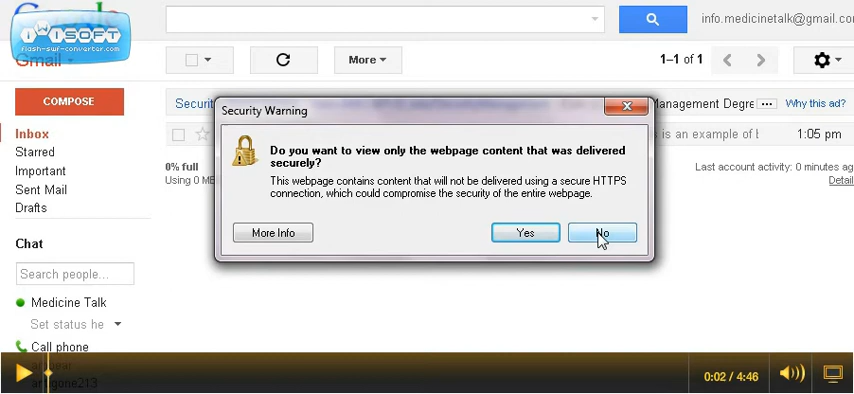 Google
iWiSOFT
flash-swf-converter.com
info.medicinetalk@gmail.co
Gmail
More
1–1 of 1
COMPOSE
Security Warning
Securi
Management Degre
...
Why this ad?
Inbox
is an example of
1:05 pm
Starred
Important
Sent Mail
Drafts
Do you want to view only the webpage content that was delivered
securely?
This webpage contains content that will not be delivered using a secure HTTPS
connection, which could compromise the security of the entire webpage.
0% full
Using 0 M
Last account activity: 0 minutes ag
Detail
More Info
Yes
No
Chat
Search people...
Medicine Talk
Set status he
Call phone
antigone213
0:02 / 4:46